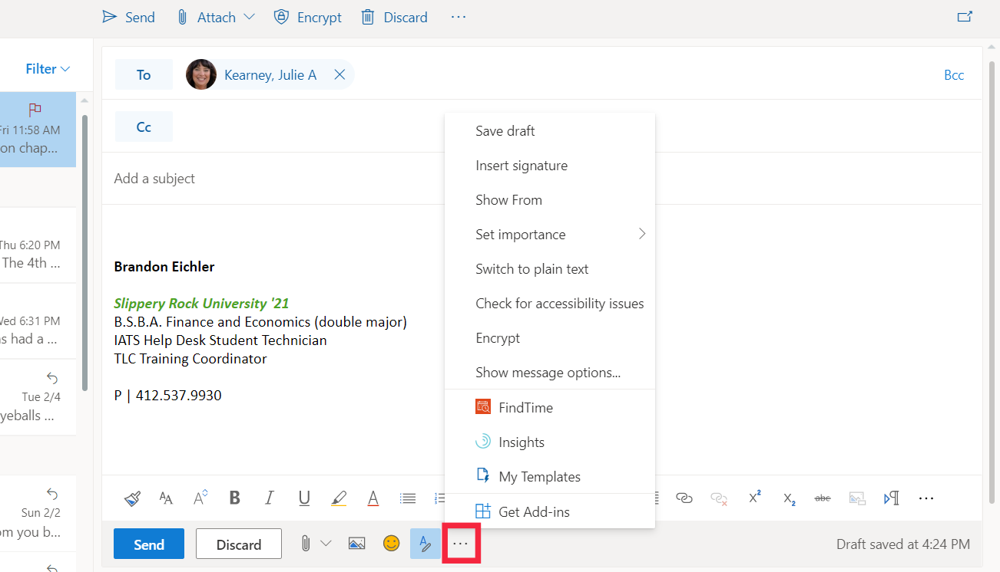 Send Attach Encrypt Discard ...
Filter
To Kearney, Julie A Bcc
Fri 11:58 AM
on chap...
Cc
Add a subject
Thu 6:20 PM
The 4th ...
Wed 6:31 PM
had a ...
Tue 2/4
yeballs ...
Sun 2/2
om you b...
Brandon Eichler
Slippery Rock University '21
B.S.B.A. Finance and Economics (double major)
IATS Help Desk Student Technician
TLC Training Coordinator
P | 412.537.9930
Save draft
Insert signature
Show From
Set importance
Switch to plain text
Check for accessibility issues
Encrypt
Show message options...
FindTime
Insights
My Templates
Get Add-ins
Send Discard ... Draft saved at 4:24 PM